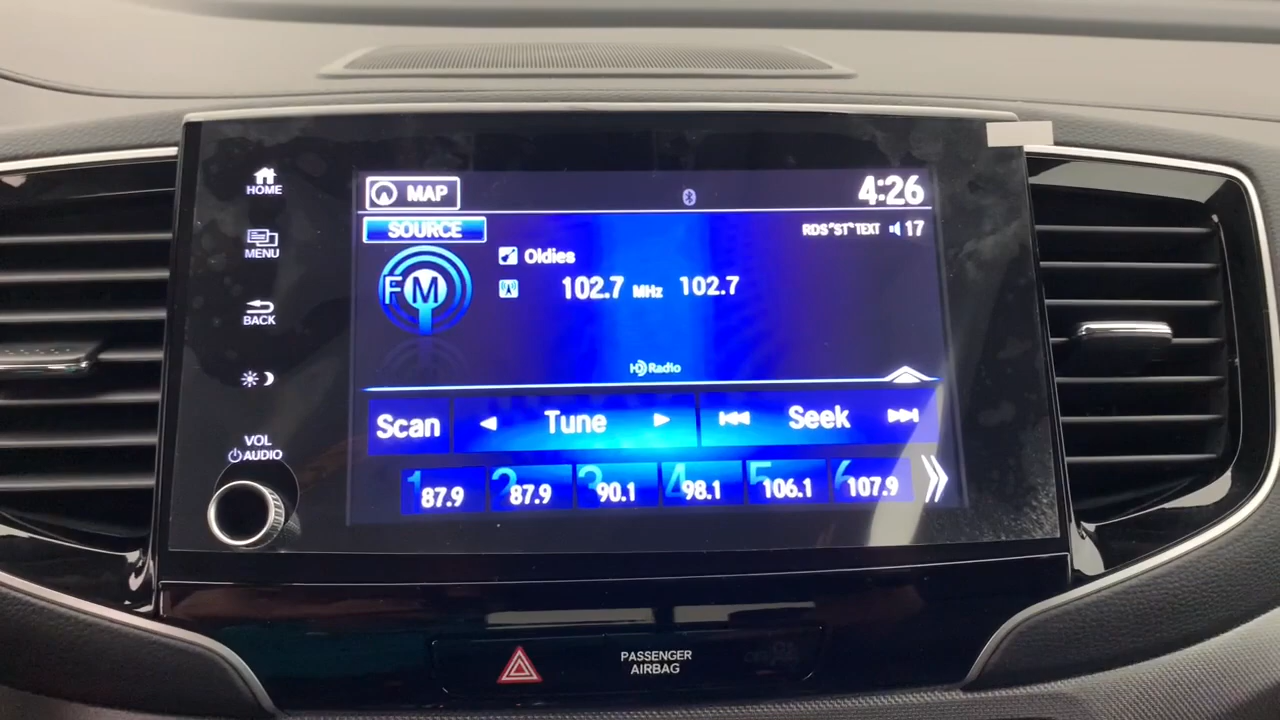 HOME
MENU
BACK
VOL
AUDIO
MAP
4:26
SOURCE
RDS ST TEXT 17
FM
Oldies
102.7 MHz 102.7
HD Radio
Scan Tune Seek
1 87.9 2 87.9 3 90.1 4 98.1 5 106.1 6 107.9
PASSENGER
AIRBAG